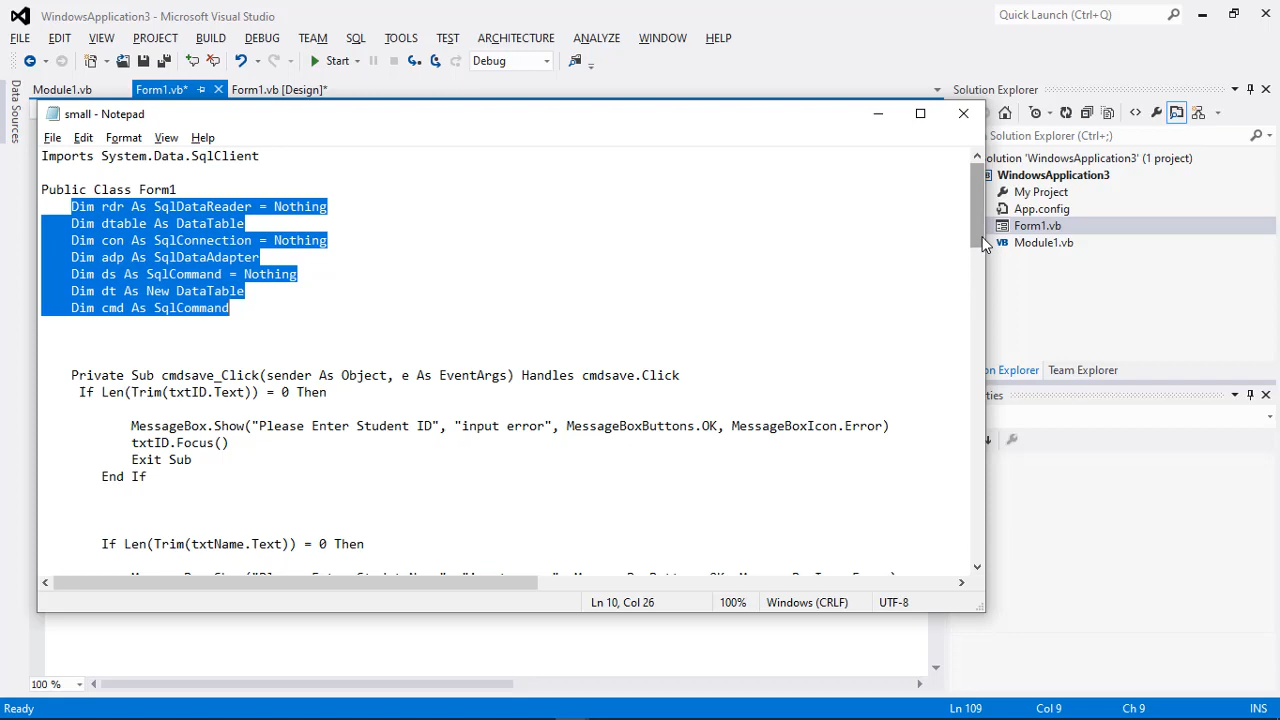 WindowsApplication3 - Microsoft Visual Studio
Quick Launch (Ctrl+Q)
FILE EDIT VIEW PROJECT BUILD DEBUG TEAM SQL TOOLS TEST ARCHITECTURE ANALYZE WINDOW HELP
Start Debug
Data Sources
Module1.vb Form1.vb* Form1.vb [Design]*
small - Notepad
File Edit Format View Help
Imports System.Data.SqlClient
Public Class Form1
Dim rdr As SqlDataReader = Nothing
Dim dtable As DataTable
Dim con As SqlConnection = Nothing
Dim adp As SqlDataAdapter
Dim ds As SqlCommand = Nothing
Dim dt As New DataTable
Dim cmd As SqlCommand
Private Sub cmdsave_Click(sender As Object, e As EventArgs) Handles cmdsave.Click
If Len(Trim(txtID.Text)) = 0 Then
MessageBox.Show("Please Enter Student ID", "input error", MessageBoxButtons.OK, MessageBoxIcon.Error)
txtID.Focus()
Exit Sub
End If
If Len(Trim(txtName.Text)) = 0 Then
Ln 10, Col 26 100% Windows (CRLF) UTF-8
Solution Explorer
Solution Explorer (Ctrl+;)
olution 'WindowsApplication3' (1 project)
WindowsApplication3
My Project
App.config
Form1.vb
VB Module1.vb
on Explorer Team Explorer
ties
100 %
Ready Ln 109 Col 9 Ch 9 INS